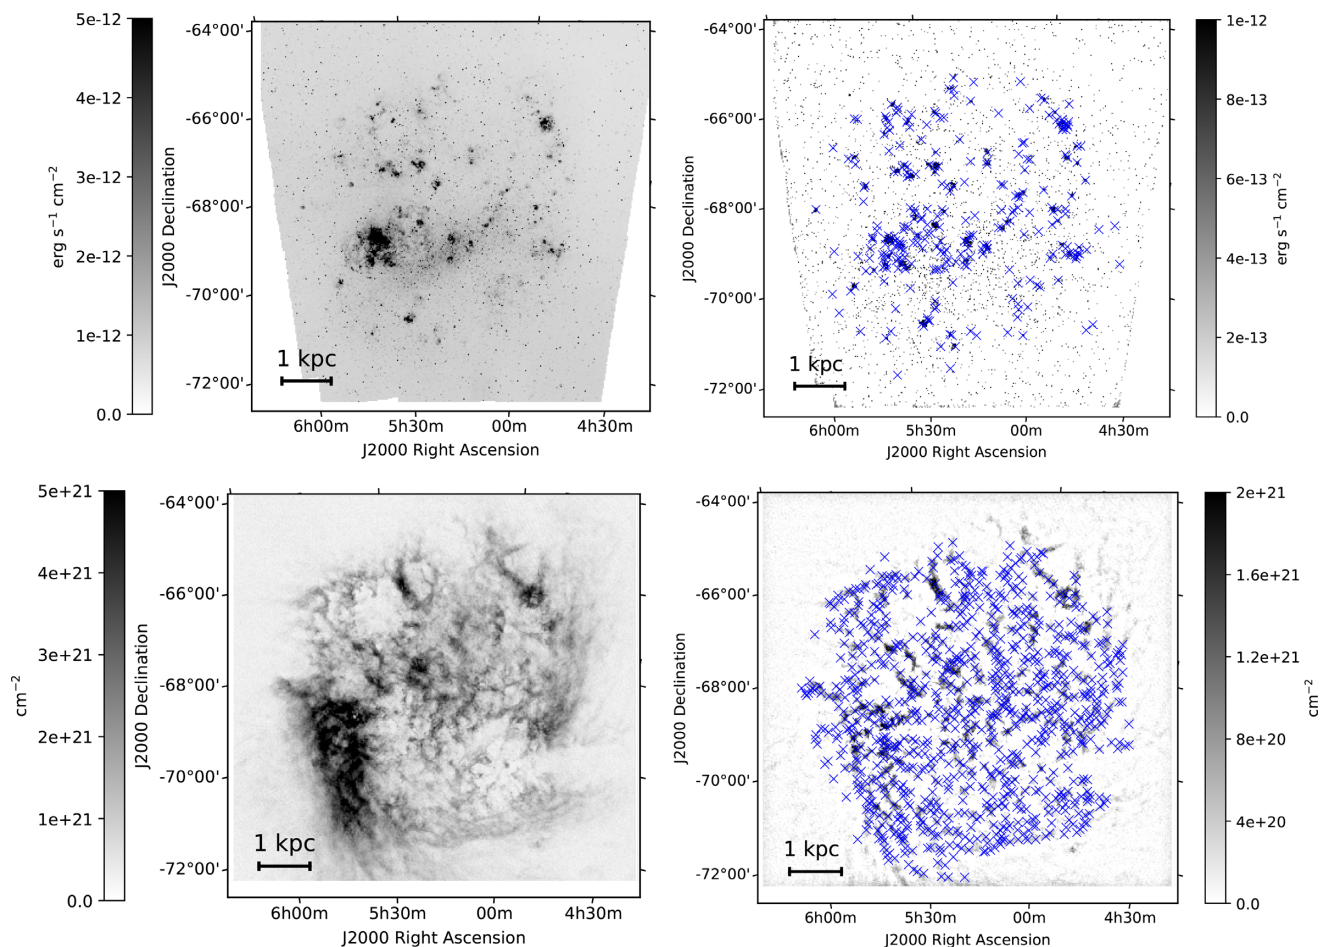 5e-12
4e-12
3e-12
2e-12
1e-12
0.0
erg s⁻¹ cm⁻²
-64°00'
-66°00'
-68°00'
-70°00'
-72°00'
J2000 Declination
1 kpc
6h00m 5h30m 00m 4h30m
J2000 Right Ascension
-64°00'
-66°00'
-68°00'
-70°00'
-72°00'
J2000 Declination
1 kpc
6h00m 5h30m 00m 4h30m
J2000 Right Ascension
1e-12
8e-13
6e-13
4e-13
2e-13
0.0
erg s⁻¹ cm⁻²
5e+21
4e+21
3e+21
2e+21
1e+21
0.0
cm⁻²
-64°00'
-66°00'
-68°00'
-70°00'
-72°00'
J2000 Declination
1 kpc
6h00m 5h30m 00m 4h30m
J2000 Right Ascension
-64°00'
-66°00'
-68°00'
-70°00'
-72°00'
J2000 Declination
1 kpc
6h00m 5h30m 00m 4h30m
J2000 Right Ascension
2e+21
1.6e+21
1.2e+21
8e+20
4e+20
0.0
cm⁻²